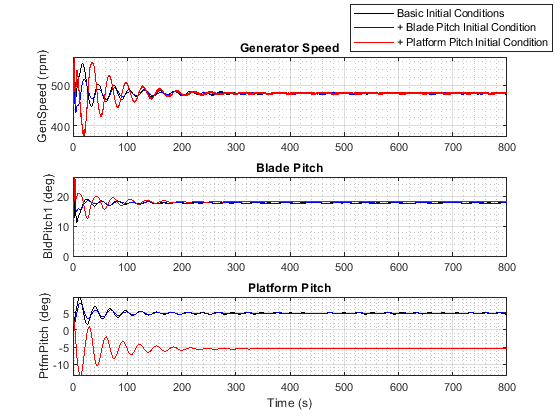 Basic Initial Conditions
+ Blade Pitch Initial Condition
+ Platform Pitch Initial Condition
Generator Speed
GenSpeed (rpm)
500
400
0 100 200 300 400 500 600 700 800
Blade Pitch
BldPitch1 (deg)
20
10
0
0 100 200 300 400 500 600 700 800
Platform Pitch
PtfmPitch (deg)
5
0
-5
-10
0 100 200 300 400 500 600 700 800
Time (s)